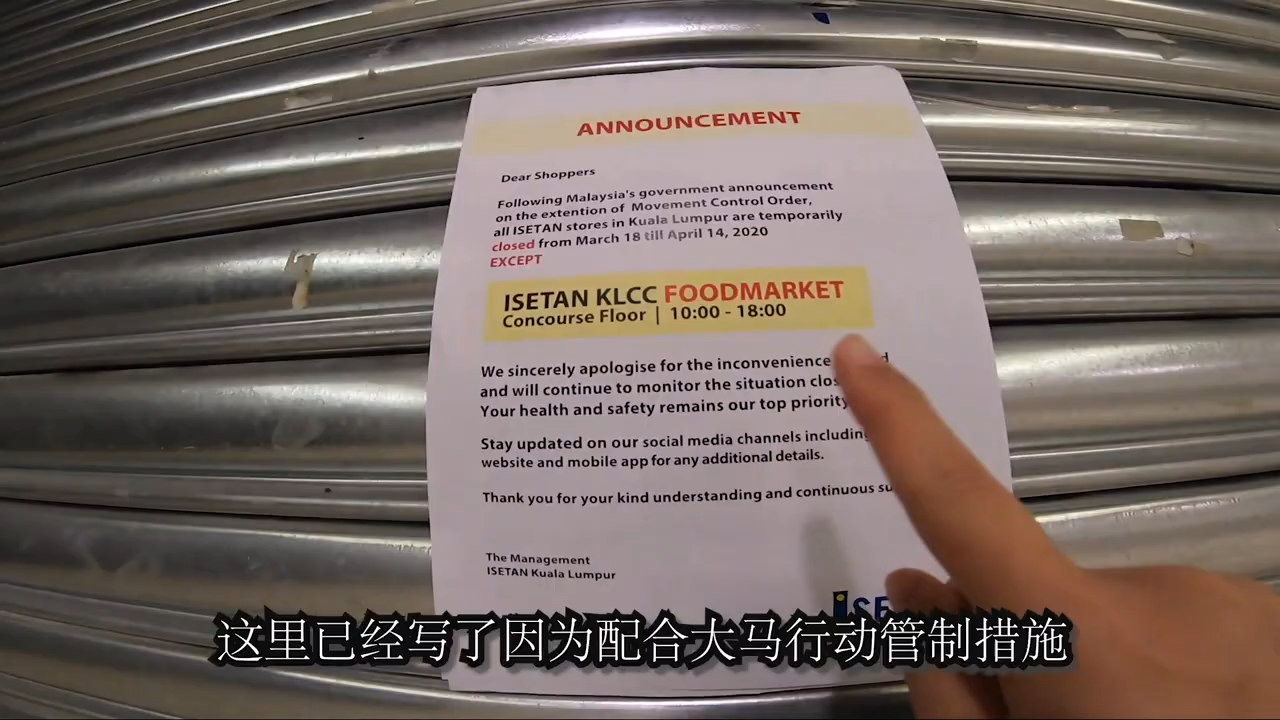 ANNOUNCEMENT
Dear Shoppers
Following Malaysia's government announcement
on the extention of Movement Control Order,
all ISETAN stores in Kuala Lumpur are temporarily
closed from March 18 till April 14, 2020
EXCEPT
ISETAN KLCC FOODMARKET
Concourse Floor | 10:00 - 18:00
We sincerely apologise for the inconvenience
and will continue to monitor the situation
Your health and safety remains our top priority
Stay updated on our social media channels including
website and mobile app for any additional details.
Thank you for your kind understanding and continuous
The Management
ISETAN Kuala Lumpur
这里已经写了因为配合大马行动管制措施